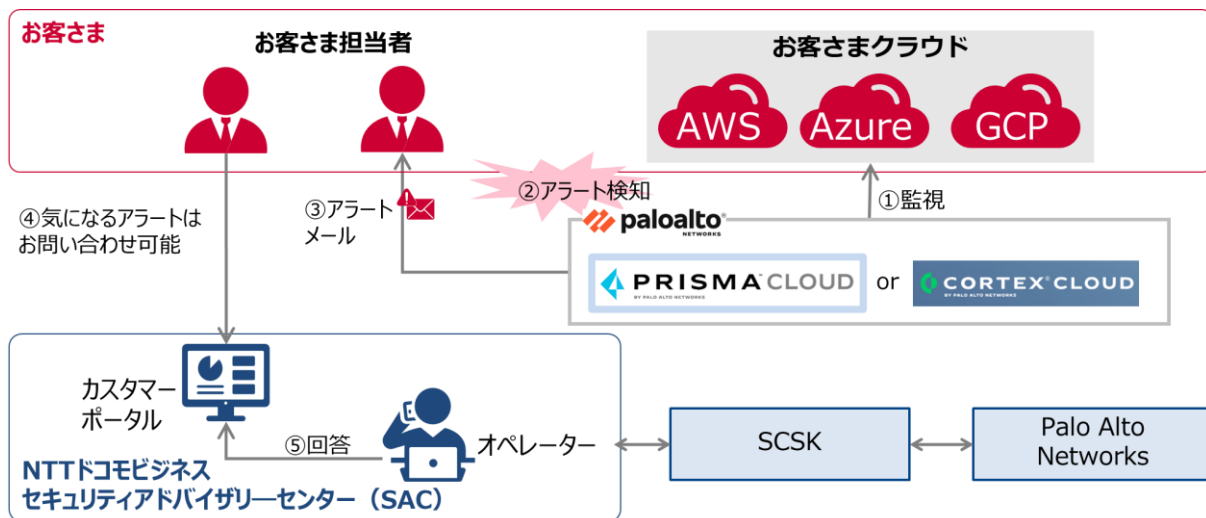 お客さま
お客さま担当者
お客さまクラウド
AWS
Azure
GCP
②アラート検知
①監視
③アラート
メール
④気になるアラートは
お問い合わせ可能
paloalto®
NETWORKS
PRISMA™ CLOUD
BY PALO ALTO NETWORKS
or
CORTEX® CLOUD
BY PALO ALTO NETWORKS
カスタマー
ポータル
⑤回答
オペレーター
SCSK
Palo Alto
Networks
NTTドコモビジネス
セキュリティアドバイザリ―センター（SAC）